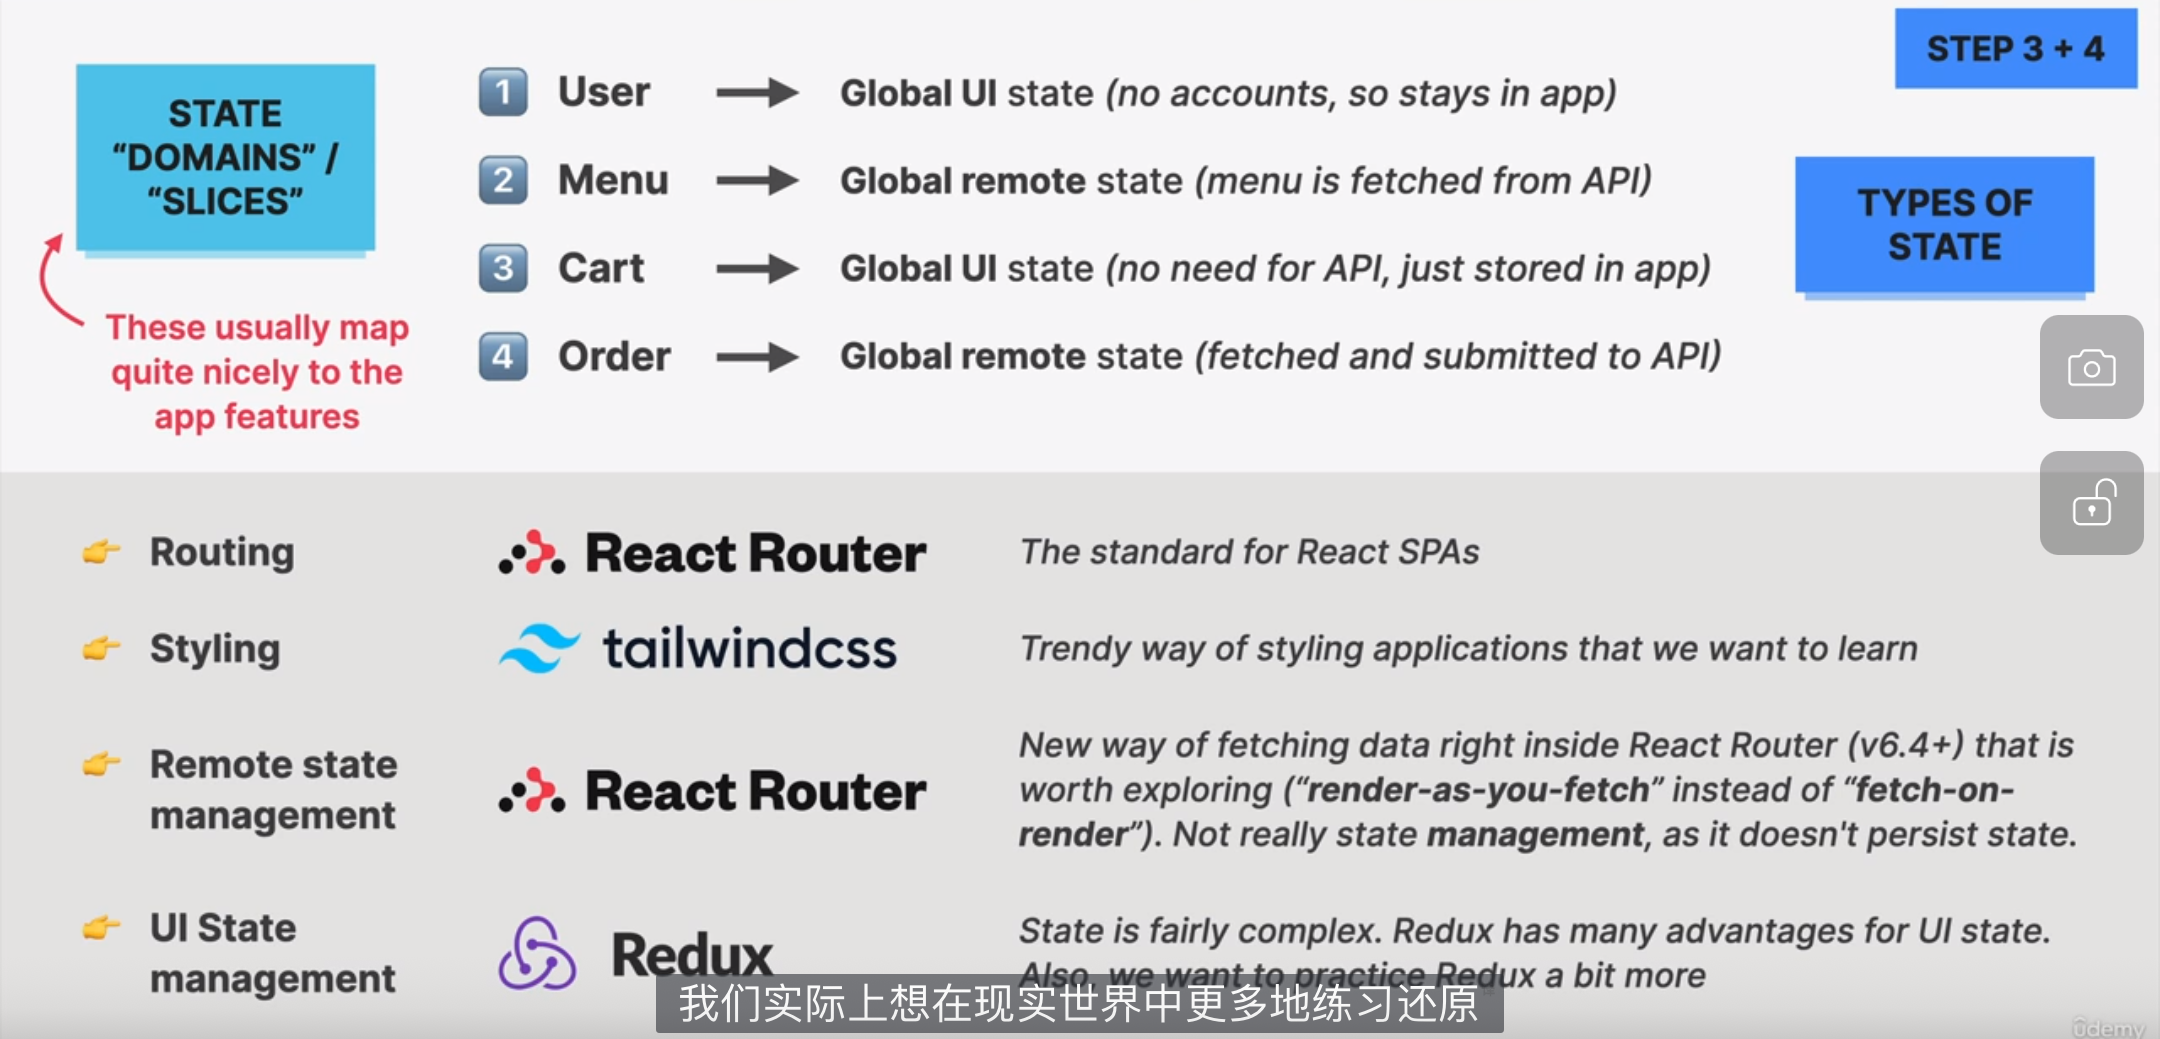 STEP 3 + 4
STATE
“DOMAINS” /
“SLICES”
These usually map
quite nicely to the
app features
1 User → Global UI state (no accounts, so stays in app)
2 Menu → Global remote state (menu is fetched from API)
3 Cart → Global UI state (no need for API, just stored in app)
4 Order → Global remote state (fetched and submitted to API)
TYPES OF
STATE
👉 Routing
React Router
The standard for React SPAs
👉 Styling
tailwindcss
Trendy way of styling applications that we want to learn
👉 Remote state
management
React Router
New way of fetching data right inside React Router (v6.4+) that is
worth exploring (“render-as-you-fetch” instead of “fetch-on-
render”). Not really state management, as it doesn't persist state.
👉 UI State
management
Redux
State is fairly complex. Redux has many advantages for UI state.
Also, we want to practice Redux a bit more
我们实际上想在现实世界中更多地练习还原
ûdemy